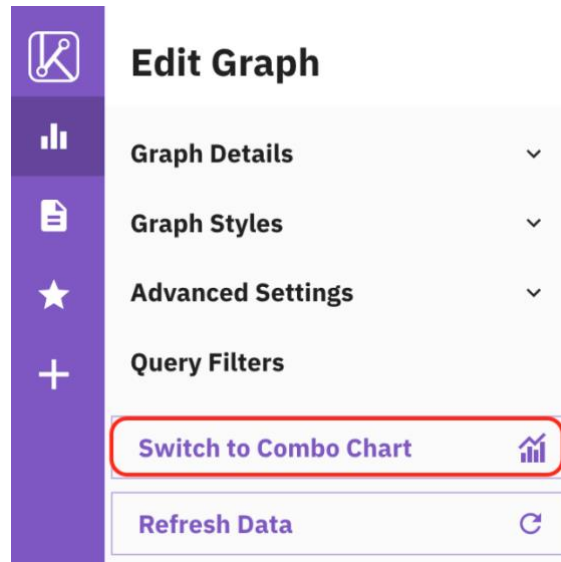 Edit Graph
Graph Details
Graph Styles
Advanced Settings
Query Filters
Switch to Combo Chart
Refresh Data